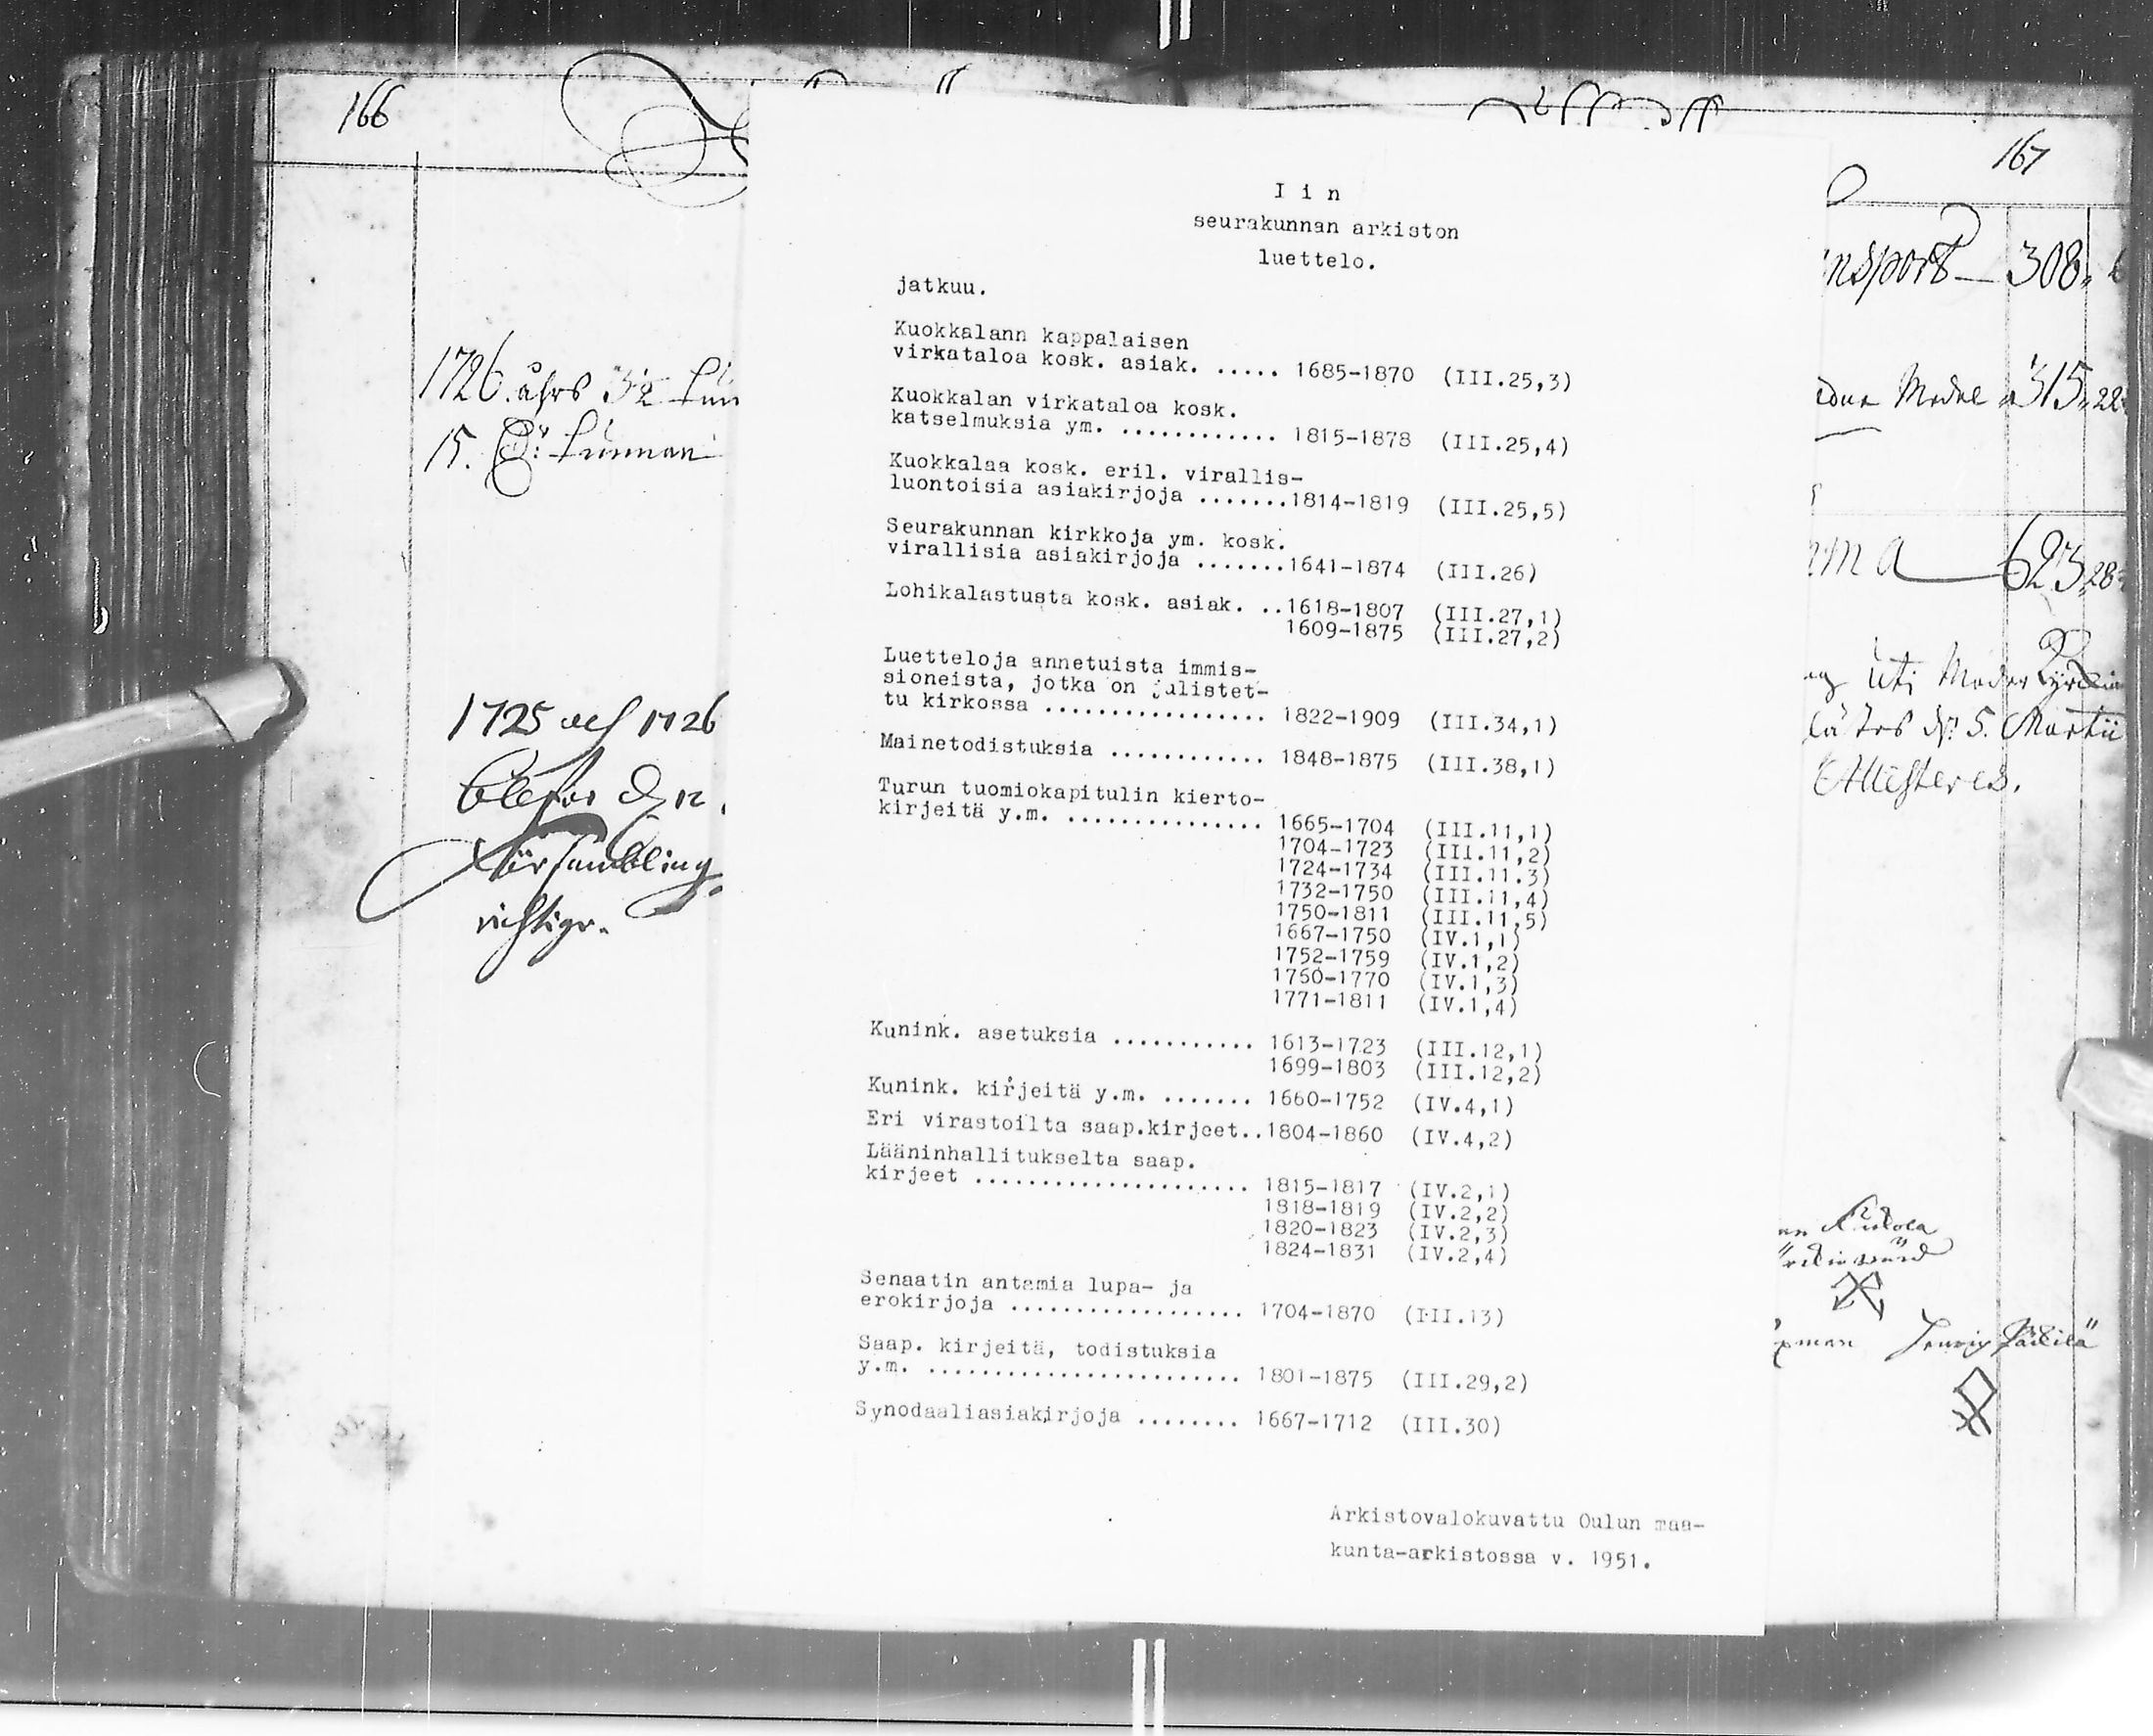 166
167
I i n
seurakunnan arkiston
luettelo.
jatkuu.
Kuokkalann kappalaisen
virkataloa kosk. asiak. ..... 1685-1870 (III.25,3)
Kuokkalan virkataloa kosk.
katselmuksia ym. ............ 1815-1878 (III.25,4)
Kuokkalaa kosk. eril. virallis-
luontoisia asiakirjoja .......1814-1819 (III.25,5)
Seurakunnan kirkkoja ym. kosk.
virallisia asiakirjoja .......1641-1874 (III.26)
Lohikalastusta kosk. asiak. ..1618-1807 (III.27,1)
1609-1875 (III.27,2)
Luetteloja annetuista immis-
sioneista, jotka on julistet-
tu kirkossa ................. 1822-1909 (III.34,1)
Mainetodistuksia ............ 1848-1875 (III.38,1)
Turun tuomiokapitulin kierto-
kirjeitä y.m. ............... 1665-1704 (III.11,1)
1704-1723 (III.11,2)
1724-1734 (III.11.3)
1732-1750 (III.11,4)
1750-1811 (III.11,5)
1667-1750 (IV.1,1)
1752-1759 (IV.1,2)
1760-1770 (IV.1,3)
1771-1811 (IV.1,4)
Kunink. asetuksia ........... 1613-1723 (III.12,1)
1699-1803 (III.12,2)
Kunink. kirjeitä y.m. ....... 1660-1752 (IV.4,1)
Eri virastoilta saap.kirjeet..1804-1860 (IV.4,2)
Lääninhallitukselta saap.
kirjeet ..................... 1815-1817 (IV.2,1)
1818-1819 (IV.2,2)
1820-1823 (IV.2,3)
1824-1831 (IV.2,4)
Senaatin antamia lupa- ja
erokirjoja .................. 1704-1870 (III.13)
Saap. kirjeitä, todistuksia
y.m. ........................ 1801-1875 (III.29,2)
Synodaaliasiakirjoja ........ 1667-1712 (III.30)
Arkistovalokuvattu Oulun maa-
kunta-arkistossa v. 1951.
1726 åhrs
15.
1725 och 1726
Försambling
richtige.
nsport 308
Medel 315
623
uti
5. Martii
Attesteres.